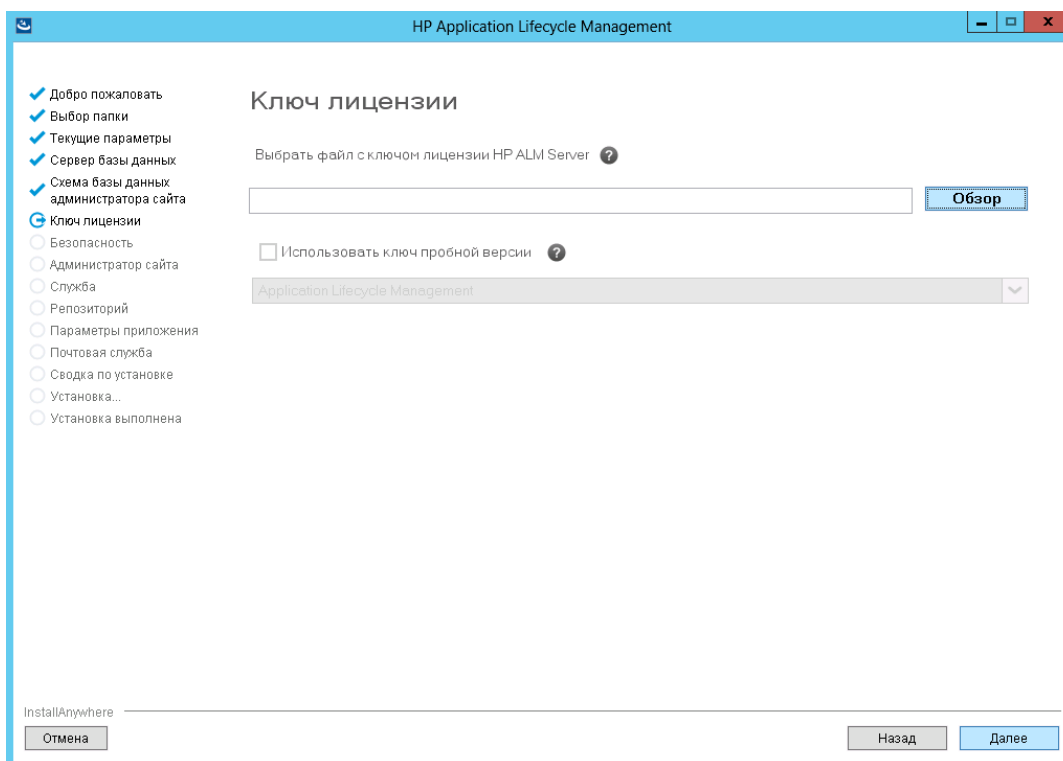 HP Application Lifecycle Management
Добро пожаловать
Выбор папки
Текущие параметры
Сервер базы данных
Схема базы данных
администратора сайта
Ключ лицензии
Безопасность
Администратор сайта
Служба
Репозиторий
Параметры приложения
Почтовая служба
Сводка по установке
Установка...
Установка выполнена
Ключ лицензии
Выбрать файл с ключом лицензии HP ALM Server ?
Обзор
Использовать ключ пробной версии ?
Application Lifecycle Management
InstallAnywhere
Отмена
Назад
Далее